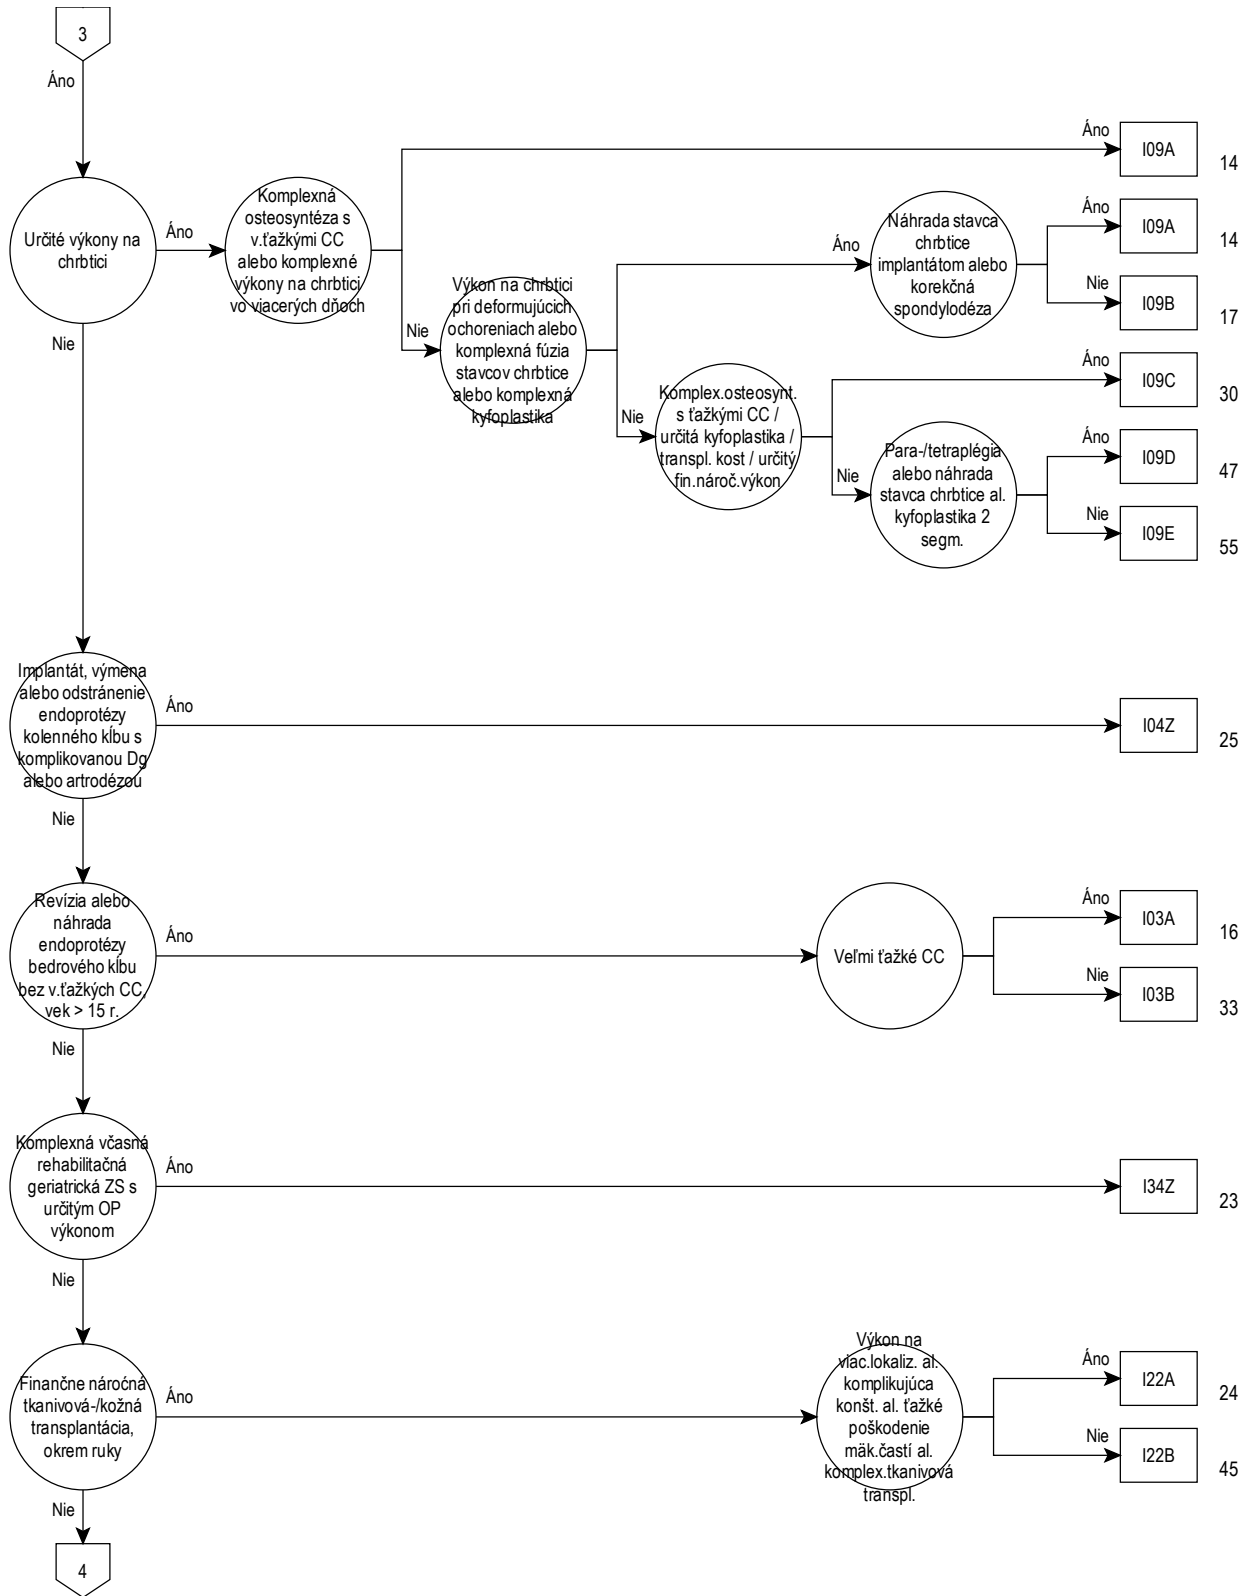 3
Áno
Určité výkony na
chrbtici
Áno
Komplexná
osteosyntéza s
v.ťažkými CC
alebo komplexné
výkony na chrbtici
vo viacerých dňoch
Áno
I09A
14
Nie
Výkon na chrbtici
pri deformujúcich
ochoreniach alebo
komplexná fúzia
stavcov chrbtice
alebo komplexná
kyfoplastika
Áno
Náhrada stavca
chrbtice
implantátom alebo
korekčná
spondylodéza
Áno
I09A
14
Nie
I09B
17
Nie
Komplex.osteosynt.
s ťažkými CC /
určitá kyfoplastika /
transpl. kost / určitý
fin.nároč.výkon
Áno
I09C
30
Nie
Para-/tetraplégia
alebo náhrada
stavca chrbtice al.
kyfoplastika 2
segm.
Áno
I09D
47
Nie
I09E
55
Nie
Implantát, výmena
alebo odstránenie
endoprotézy
kolenného kĺbu s
komplikovanou Dg
alebo artrodézou
Áno
I04Z
25
Nie
Revízia alebo
náhrada
endoprotézy
bedrového kĺbu
bez v.ťažkých CC,
vek > 15 r.
Áno
Veľmi ťažké CC
Áno
I03A
16
Nie
I03B
33
Nie
Komplexná včasná
rehabilitačná
geriatrická ZS s
určitým OP
výkonom
Áno
I34Z
23
Nie
Finančne náročná
tkanivová-/kožná
transplantácia,
okrem ruky
Áno
Výkon na
viac.lokaliz. al.
komplikujúca
konšt. al. ťažké
poškodenie
mäk.častí al.
komplex.tkanivová
transpl.
Áno
I22A
24
Nie
I22B
45
Nie
4